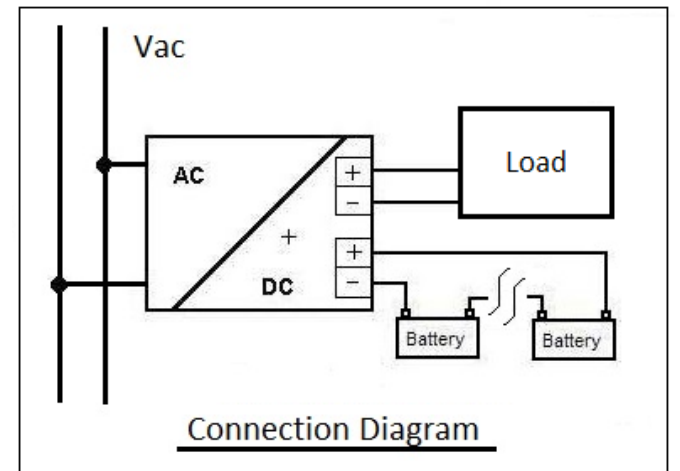 Vac
AC
+
Load
−
+
+
DC
−
Battery
Battery
Connection Diagram